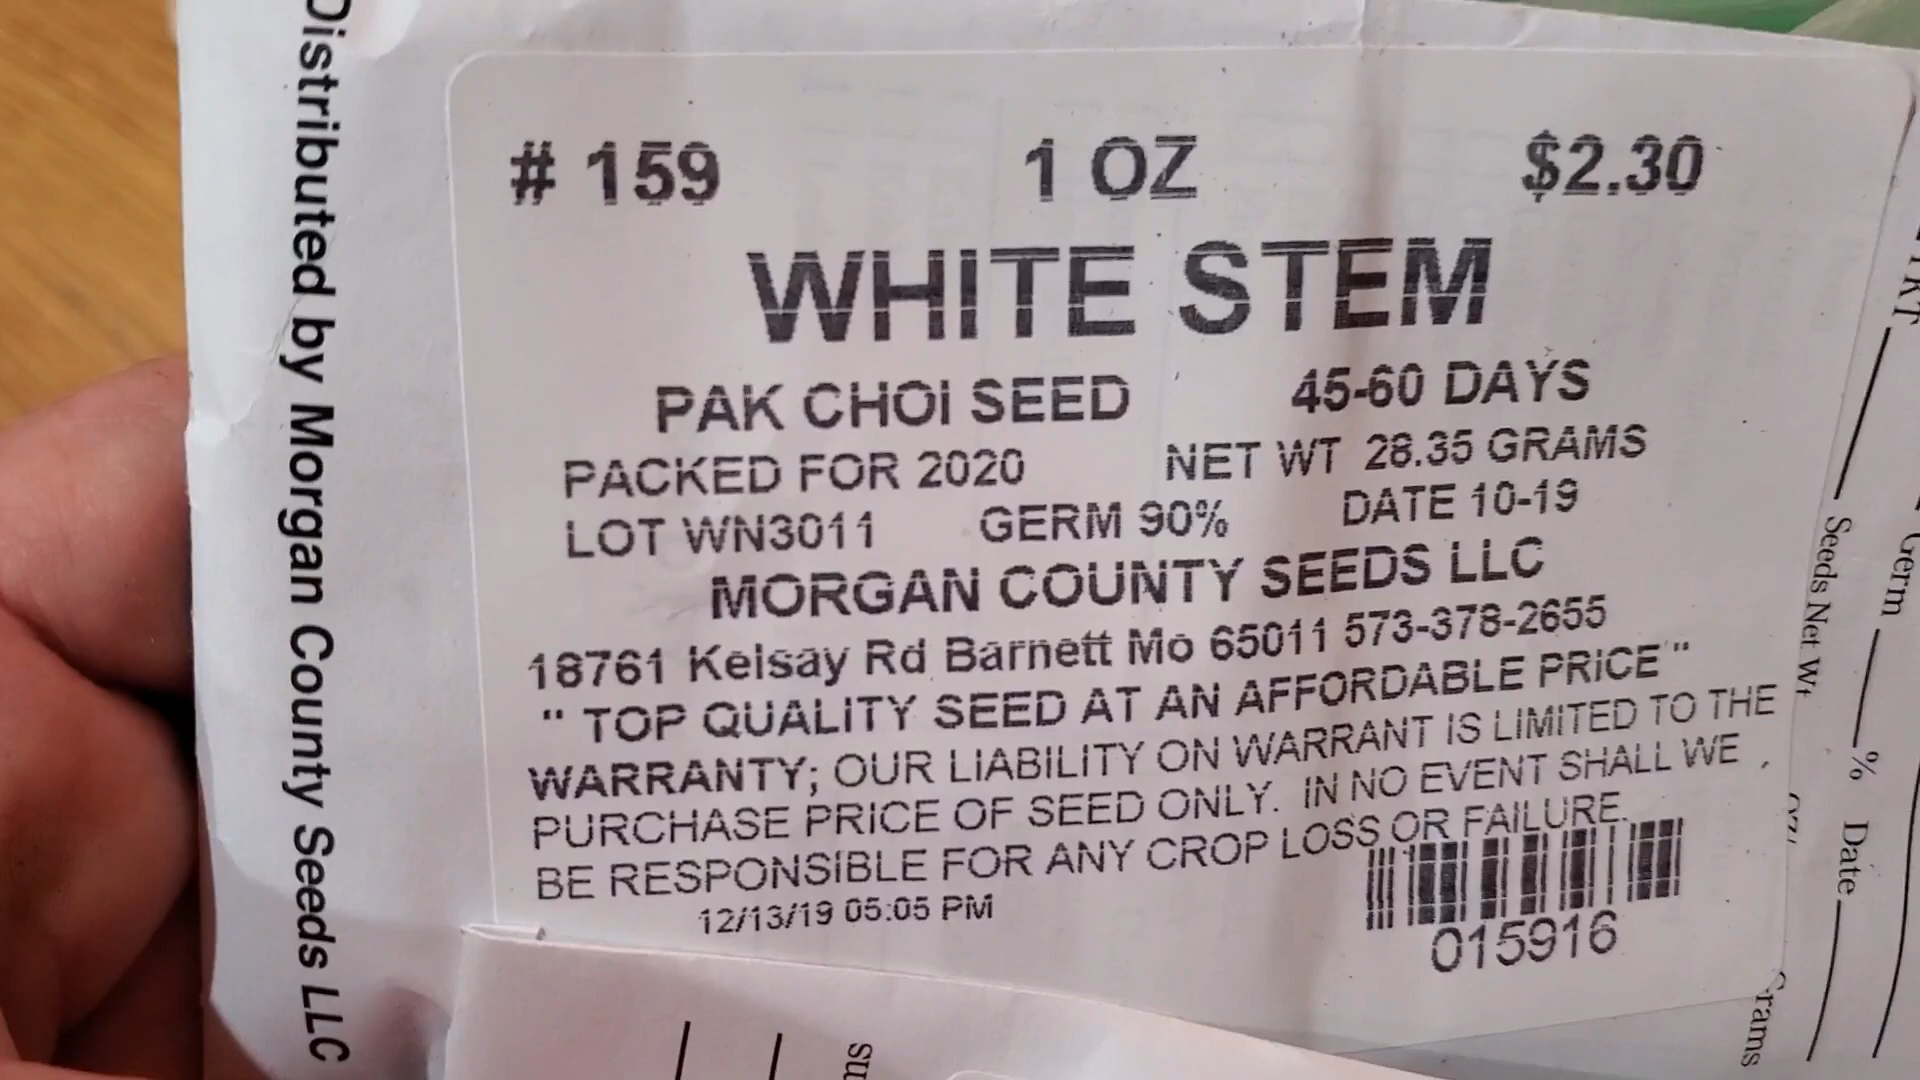 Distributed by Morgan County Seeds LLC
# 159 1 OZ $2.30
WHITE STEM
PAK CHOI SEED 45-60 DAYS
PACKED FOR 2020 NET WT 28.35 GRAMS
LOT WN3011 GERM 90% DATE 10-19
MORGAN COUNTY SEEDS LLC
18761 Kelsay Rd Barnett Mo 65011 573-378-2655
" TOP QUALITY SEED AT AN AFFORDABLE PRICE "
WARRANTY; OUR LIABILITY ON WARRANT IS LIMITED TO THE
PURCHASE PRICE OF SEED ONLY. IN NO EVENT SHALL WE
BE RESPONSIBLE FOR ANY CROP LOSS OR FAILURE.
12/13/19 05:05 PM
015916
Germ % Date
Seeds Net Wt.